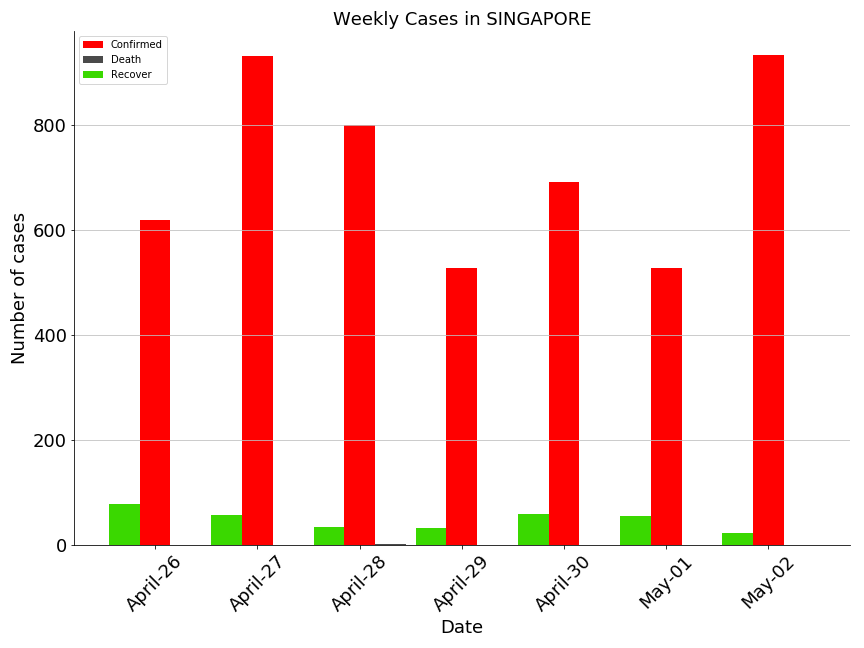 Weekly Cases in SINGAPORE
Confirmed
Death
Recover
Number of cases
800
600
400
200
0
April-26
April-27
April-28
April-29
April-30
May-01
May-02
Date